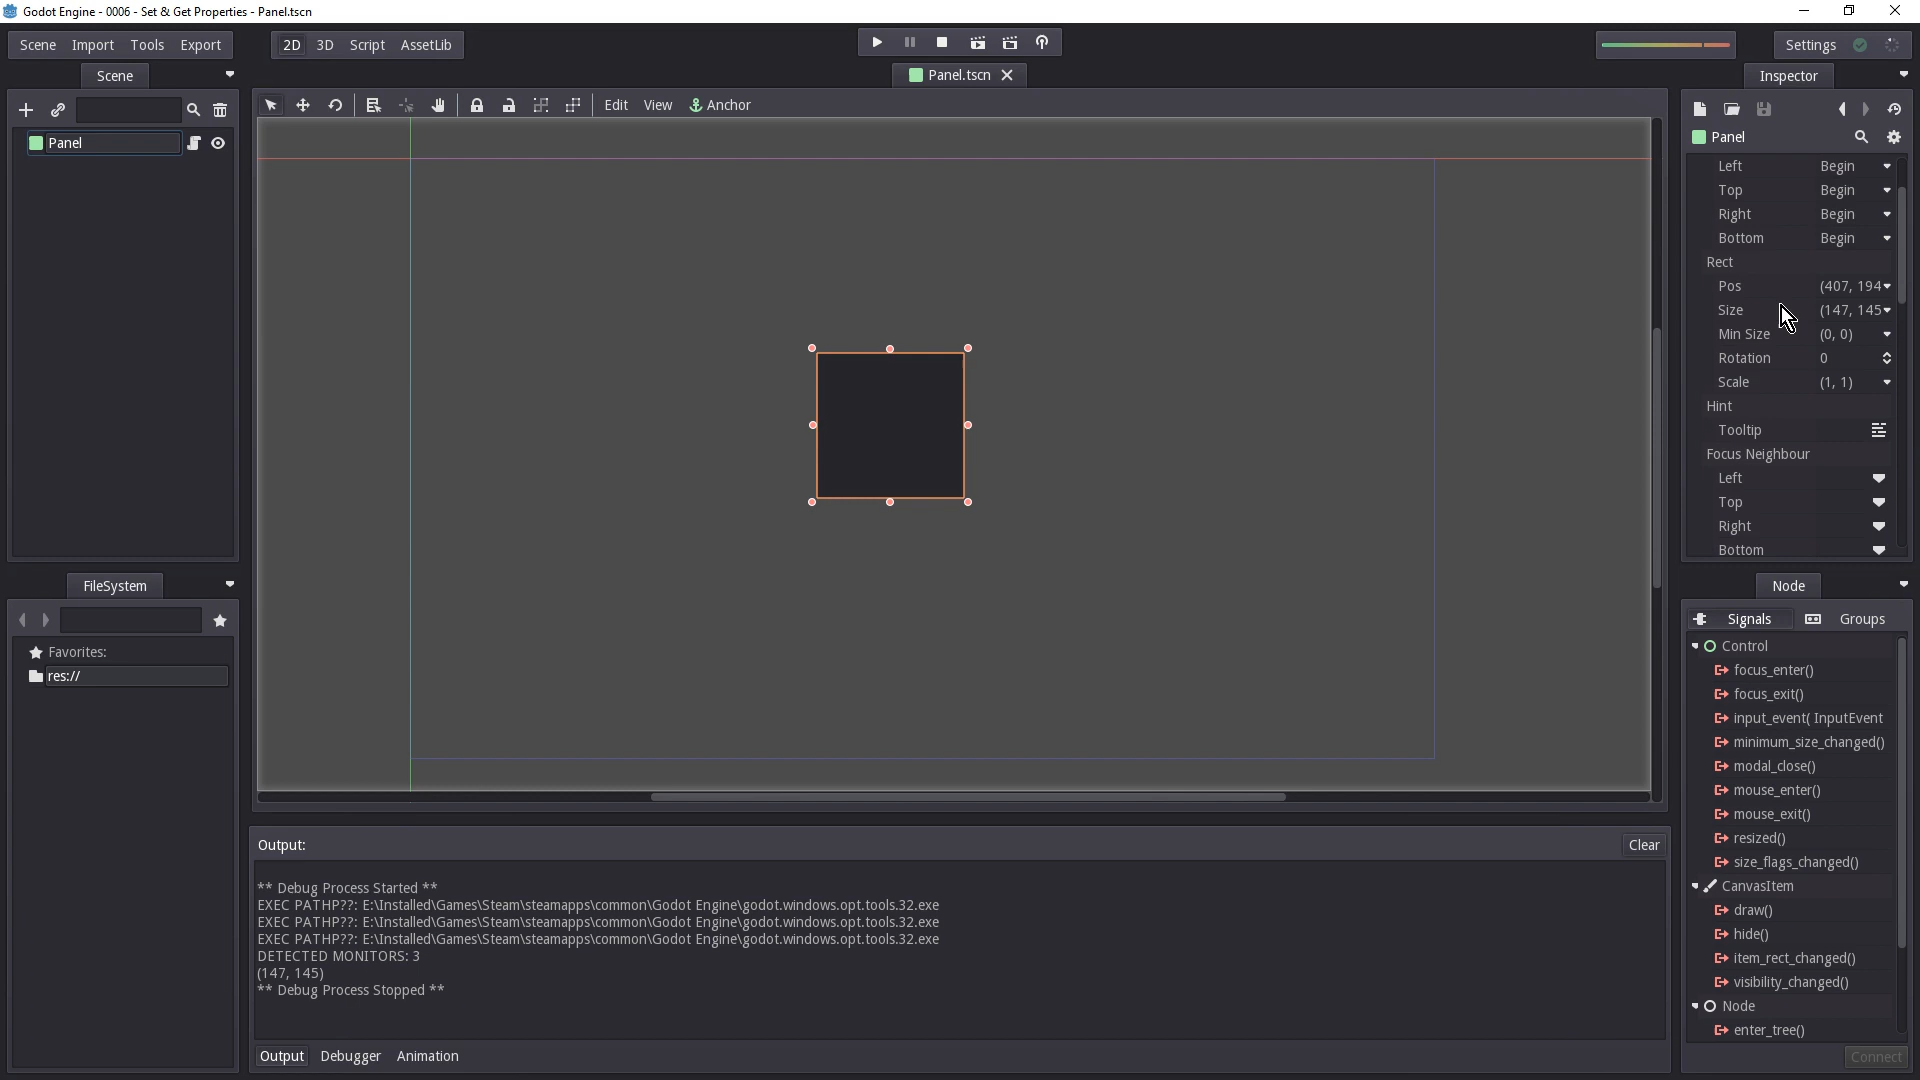 Godot Engine - 0006 - Set & Get Properties - Panel.tscn
Scene Import Tools Export
2D 3D Script AssetLib
Settings
Scene
Panel.tscn
Inspector
Edit View Anchor
Panel
Panel
Left Begin
Top Begin
Right Begin
Bottom Begin
Rect
Pos (407, 194
Size (147, 145
Min Size (0, 0)
Rotation 0
Scale (1, 1)
Hint
Tooltip
Focus Neighbour
Left
Top
Right
Bottom
FileSystem
Favorites:
res://
Node
Signals Groups
Control
focus_enter()
focus_exit()
input_event( InputEvent
minimum_size_changed()
modal_close()
mouse_enter()
mouse_exit()
resized()
size_flags_changed()
CanvasItem
draw()
hide()
item_rect_changed()
visibility_changed()
Node
enter_tree()
Connect
Output:
Clear
** Debug Process Started **
EXEC PATHP??: E:\Installed\Games\Steam\steamapps\common\Godot Engine\godot.windows.opt.tools.32.exe
EXEC PATHP??: E:\Installed\Games\Steam\steamapps\common\Godot Engine\godot.windows.opt.tools.32.exe
EXEC PATHP??: E:\Installed\Games\Steam\steamapps\common\Godot Engine\godot.windows.opt.tools.32.exe
DETECTED MONITORS: 3
(147, 145)
** Debug Process Stopped **
Output Debugger Animation